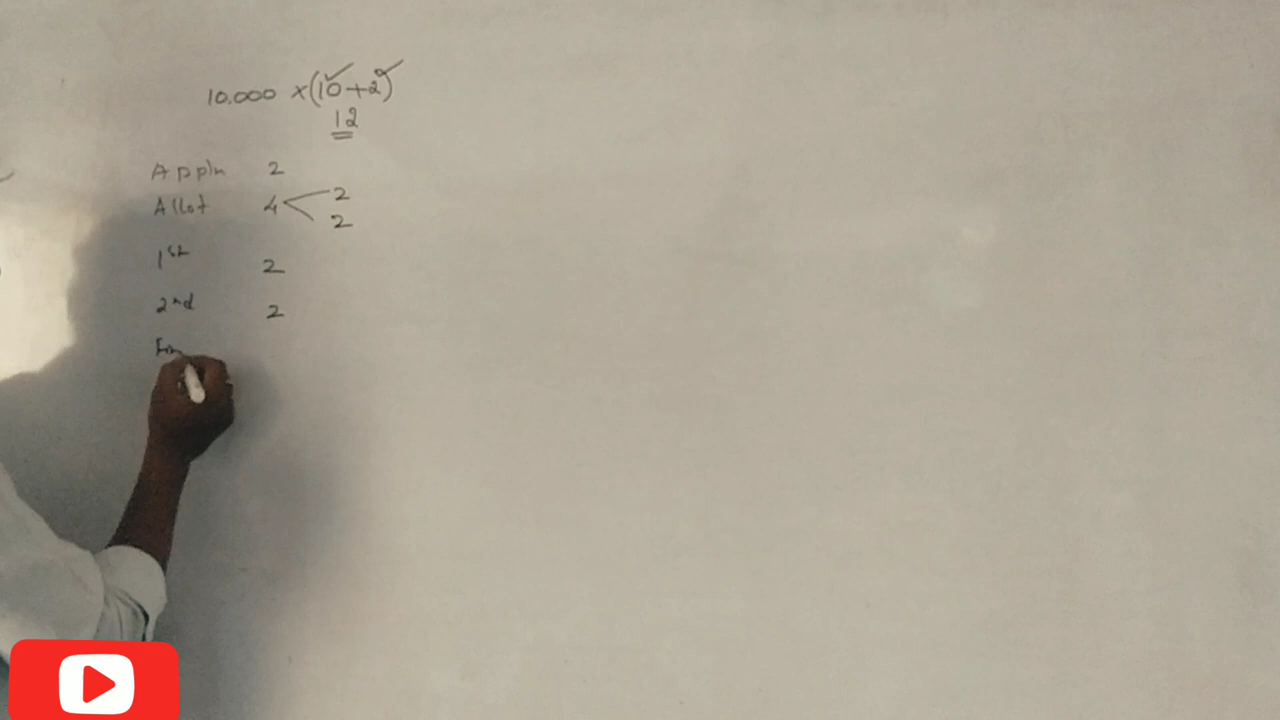 10.000 x (10+2)
12
Appln 2
Allot 4 2
2
1st 2
2nd 2